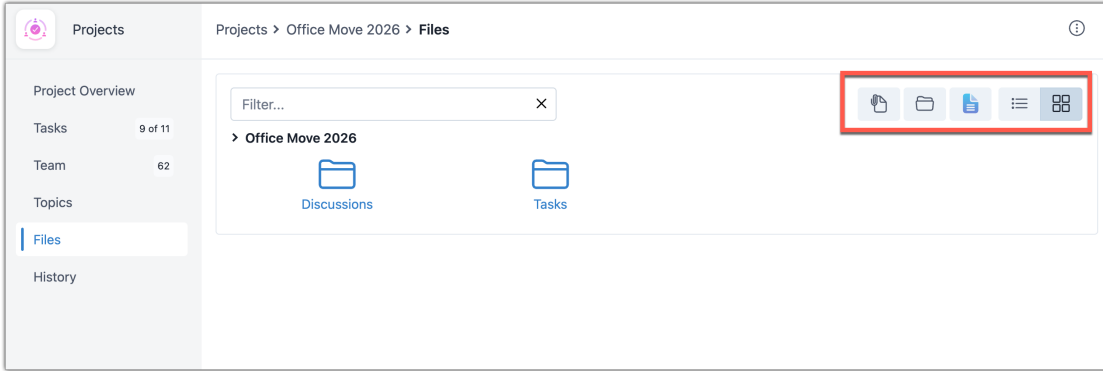 Projects
Projects > Office Move 2026 > Files
Project Overview
Tasks 9 of 11
Team 62
Topics
Files
History
Filter...
> Office Move 2026
Discussions
Tasks